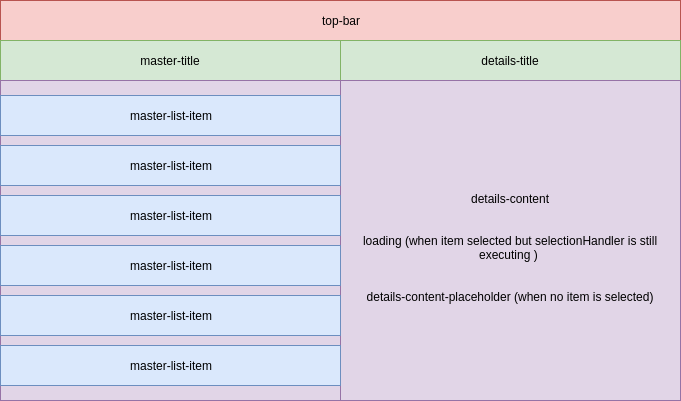 top-bar
master-title
details-title
master-list-item
master-list-item
master-list-item
master-list-item
master-list-item
master-list-item
details-content
loading (when item selected but selectionHandler is still
executing )
details-content-placeholder (when no item is selected)